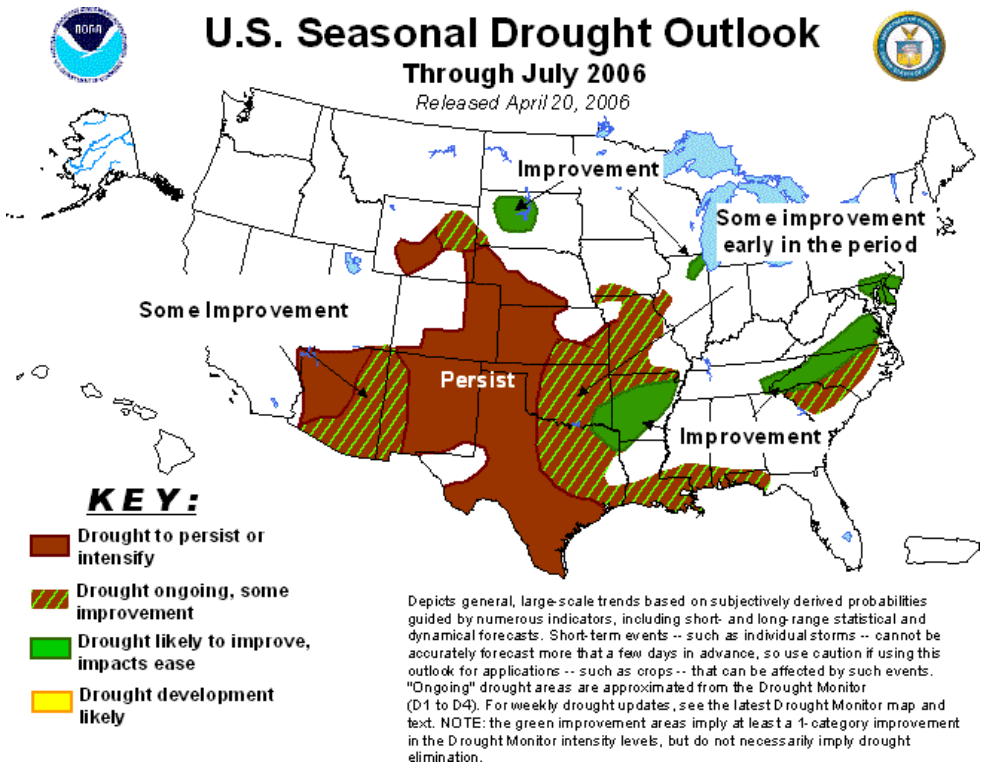 NOAA
U.S. Seasonal Drought Outlook
Through July 2006
Released April 20, 2006
Improvement
Some improvement
early in the period
Some Improvement
Persist
Improvement
KEY:
Drought to persist or
intensify
Drought ongoing, some
improvement
Drought likely to improve,
impacts ease
Drought development
likely
Depicts general, large-scale trends based on subjectively derived probabilities
guided by numerous indicators, including short- and long-range statistical and
dynamical forecasts. Short-term events -- such as individual storms -- cannot be
accurately forecast more that a few days in advance, so use caution if using this
outlook for applications -- such as crops -- that can be affected by such events.
"Ongoing" drought areas are approximated from the Drought Monitor
(D1 to D4). For weekly drought updates, see the latest Drought Monitor map and
text. NOTE: the green improvement areas imply at least a 1-category improvement
in the Drought Monitor intensity levels, but do not necessarily imply drought
elimination.